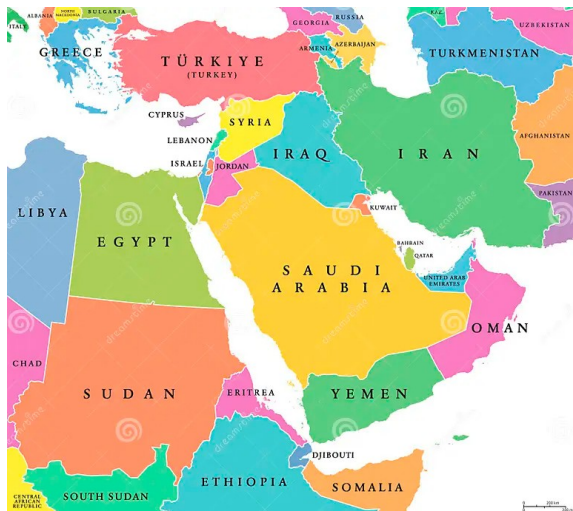 ITALY
ALBANIA
NORTH
MACEDONIA
BULGARIA
GREECE
TÜRKIYE
(TURKEY)
GEORGIA
RUSSIA
ARMENIA
AZERBAIJAN
UZBEKISTAN
TURKMENISTAN
CYPRUS
SYRIA
LEBANON
ISRAEL
JORDAN
IRAQ
IRAN
AFGHANISTAN
PAKISTAN
KUWAIT
LIBYA
EGYPT
BAHRAIN
QATAR
UNITED ARAB
EMIRATES
SAUDI
ARABIA
OMAN
CHAD
SUDAN
ERITREA
YEMEN
DJIBOUTI
ETHIOPIA
SOMALIA
CENTRAL
AFRICAN
REPUBLIC
SOUTH SUDAN
dreamstime